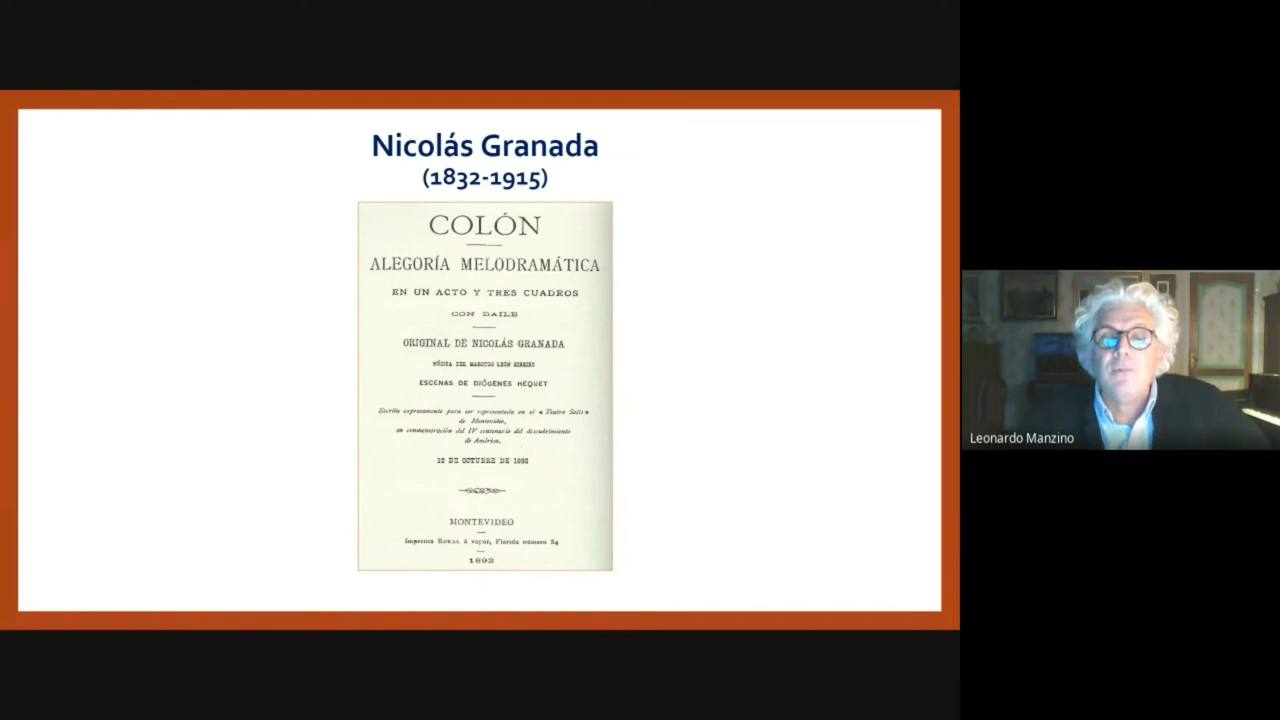 Nicolás Granada
(1832-1915)
COLÓN
ALEGORÍA MELODRAMÁTICA
EN UN ACTO Y TRES CUADROS
CON BAILE
ORIGINAL DE NICOLÁS GRANADA
MÚSICA DEL MAESTRO LEÓN RIBEIRO
ESCENAS DE DIÓGENES HEQUET
Escrita expresamente para ser representada en el « Teatro Solís »
de Montevideo,
en conmemoración del IV centenario del descubrimiento
de América.
12 DE OCTUBRE DE 1892
MONTEVIDEO
Imprenta RURAL á vapor, Florida número 84
1892
Leonardo Manzino